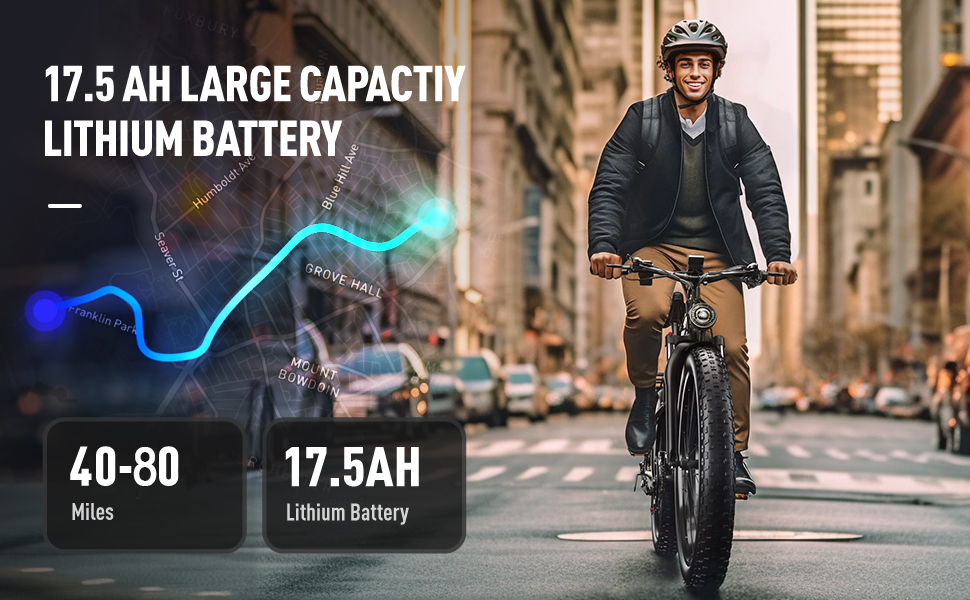 ROXBURY
17.5 AH LARGE CAPACTIY
LITHIUM BATTERY
Humboldt Ave
Blue Hill Ave
Seaver St
GROVE HALL
Franklin Park
MOUNT
BOWDOIN
40-80
Miles
17.5AH
Lithium Battery